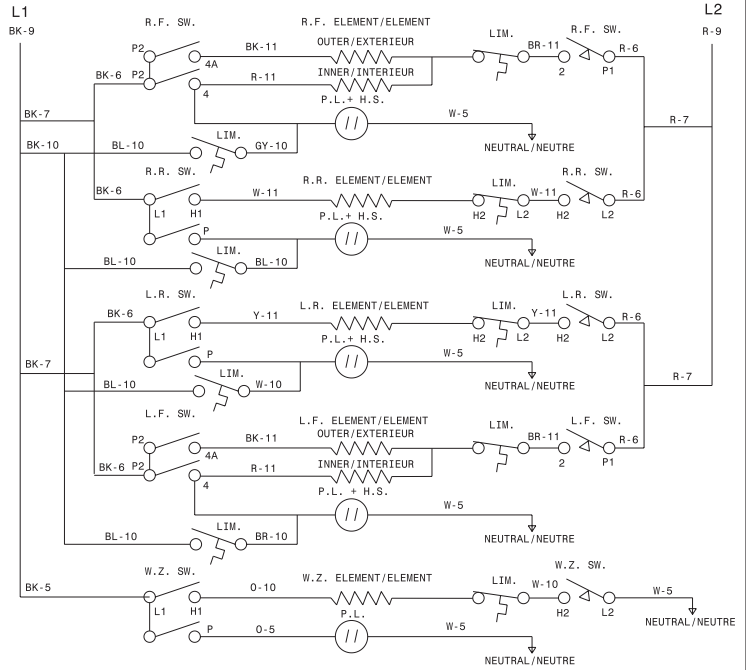 L1 L2
BK-9 R.F. SW. R.F. ELEMENT/ELEMENT R-9
OUTER/EXTERIEUR LIM. R.F. SW.
P2 BK-11 BR-11 R-6
4A
BK-6 P2 R-11 INNER/INTERIEUR 2 P1
4 P.L.+ H.S.
BK-7 W-5 R-7
LIM.
BK-10 BL-10 GY-10 NEUTRAL/NEUTRE
R.R. SW. R.R. ELEMENT/ELEMENT LIM. R.R. SW.
BK-6 W-11 W-11 R-6
L1 H1 P.L.+ H.S. H2 L2 H2 L2
P W-5
LIM.
BL-10 BL-10 NEUTRAL/NEUTRE
L.R. SW. L.R. ELEMENT/ELEMENT LIM. L.R. SW.
BK-6 Y-11 Y-11 R-6
L1 H1 P.L.+ H.S. H2 L2 H2 L2
P W-5
BK-7 LIM. R-7
BL-10 W-10 NEUTRAL/NEUTRE
L.F. SW. L.F. ELEMENT/ELEMENT
OUTER/EXTERIEUR LIM. L.F. SW.
P2 BK-11 BR-11 R-6
4A
BK-6 P2 R-11 INNER/INTERIEUR 2 P1
4 P.L. + H.S.
W-5
LIM.
BL-10 BR-10 NEUTRAL/NEUTRE
W.Z. SW. W.Z. ELEMENT/ELEMENT LIM. W.Z. SW.
BK-5 O-10 W-10 W-5
L1 H1 P.L. H2 L2
NEUTRAL/NEUTRE
P O-5 W-5
NEUTRAL/NEUTRE